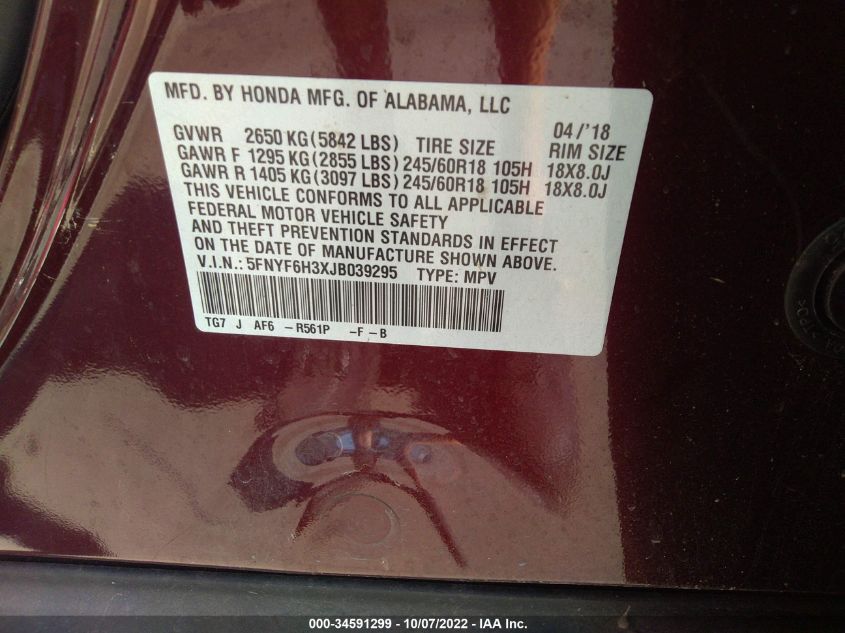 MFD. BY HONDA MFG. OF ALABAMA, LLC
04/'18
GVWR 2650 KG(5842 LBS) TIRE SIZE RIM SIZE
GAWR F 1295 KG(2855 LBS)245/60R18 105H 18X8.0J
GAWR R 1405 KG(3097 LBS)245/60R18 105H 18X8.0J
THIS VEHICLE CONFORMS TO ALL APPLICABLE
FEDERAL MOTOR VEHICLE SAFETY
AND THEFT PREVENTION STANDARDS IN EFFECT
ON THE DATE OF MANUFACTURE SHOWN ABOVE.
V.I.N.: 5FNYF6H3XJB039295 TYPE: MPV
TG7 J AF6 -R561P -F-B
000-34591299 - 10/07/2022 - IAA Inc.